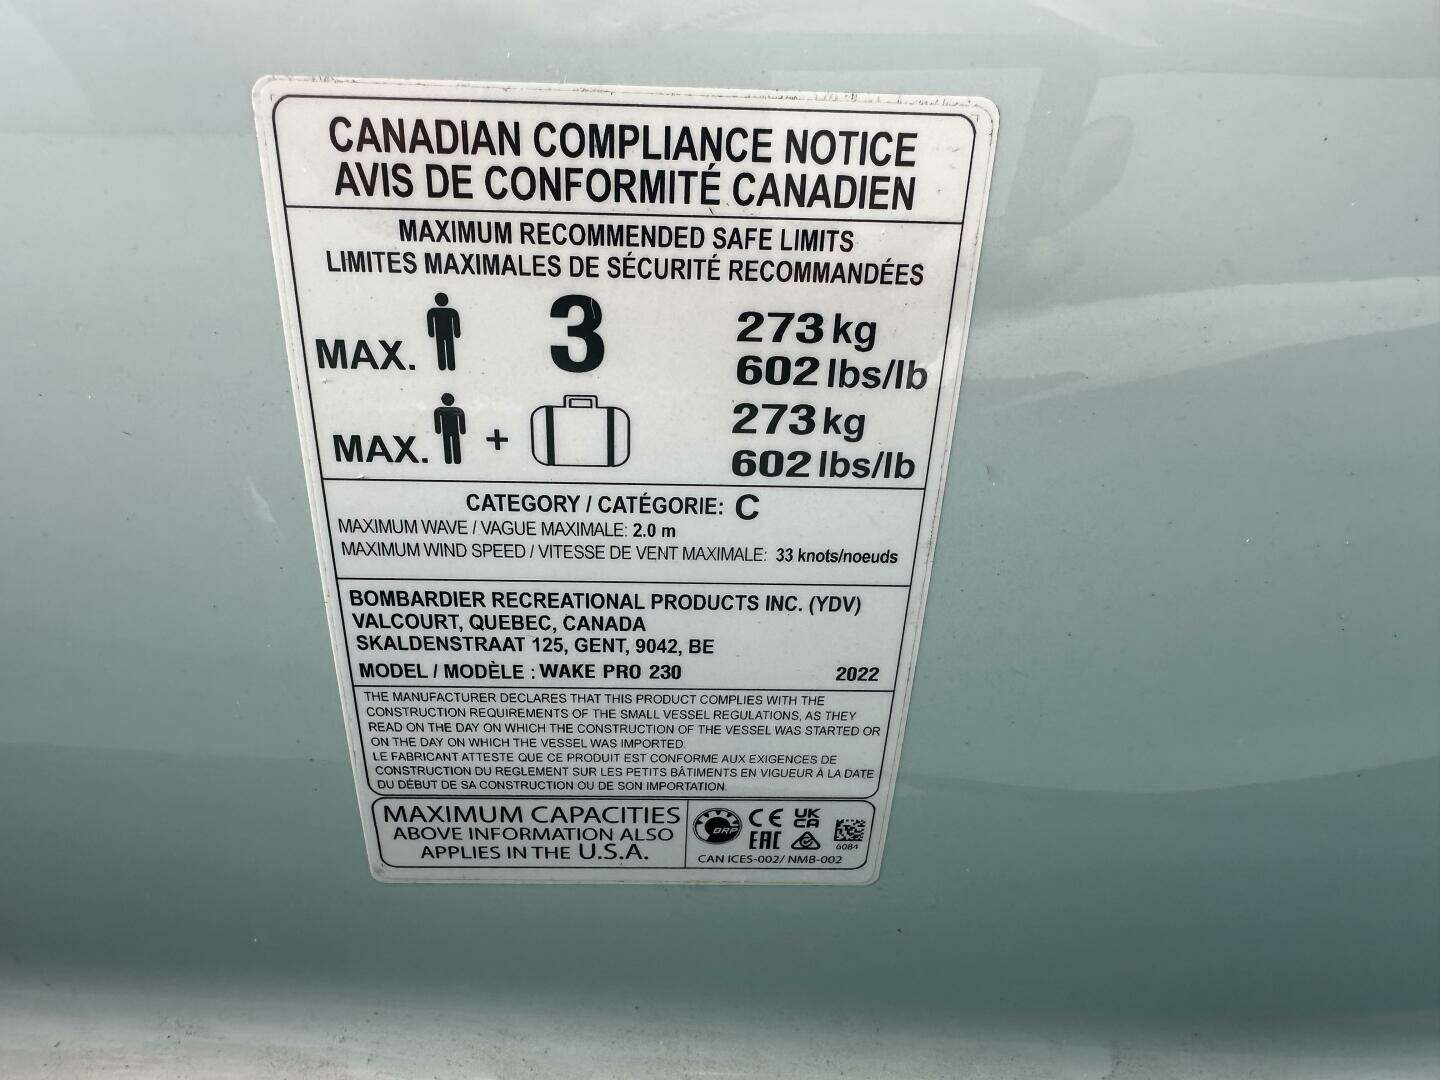 CANADIAN COMPLIANCE NOTICE
AVIS DE CONFORMITÉ CANADIEN
MAXIMUM RECOMMENDED SAFE LIMITS
LIMITES MAXIMALES DE SÉCURITÉ RECOMMANDÉES
MAX. 3 273 kg
602 lbs/lb
MAX. + 273 kg
602 lbs/lb
CATEGORY / CATÉGORIE: C
MAXIMUM WAVE / VAGUE MAXIMALE: 2.0 m
MAXIMUM WIND SPEED / VITESSE DE VENT MAXIMALE: 33 knots/noeuds
BOMBARDIER RECREATIONAL PRODUCTS INC. (YDV)
VALCOURT, QUEBEC, CANADA
SKALDENSTRAAT 125, GENT, 9042, BE
MODEL / MODÈLE : WAKE PRO 230 2022
THE MANUFACTURER DECLARES THAT THIS PRODUCT COMPLIES WITH THE
CONSTRUCTION REQUIREMENTS OF THE SMALL VESSEL REGULATIONS, AS THEY
READ ON THE DAY ON WHICH THE CONSTRUCTION OF THE VESSEL WAS STARTED OR
ON THE DAY ON WHICH THE VESSEL WAS IMPORTED.
LE FABRICANT ATTESTE QUE CE PRODUIT EST CONFORME AUX EXIGENCES DE
CONSTRUCTION DU REGLEMENT SUR LES PETITS BÂTIMENTS EN VIGUEUR À LA DATE
DU DÉBUT DE SA CONSTRUCTION OU DE SON IMPORTATION.
MAXIMUM CAPACITIES
ABOVE INFORMATION ALSO
APPLIES IN THE U.S.A.
BRP CE UK
CA
EAC 6084
CAN ICES-002/ NMB-002